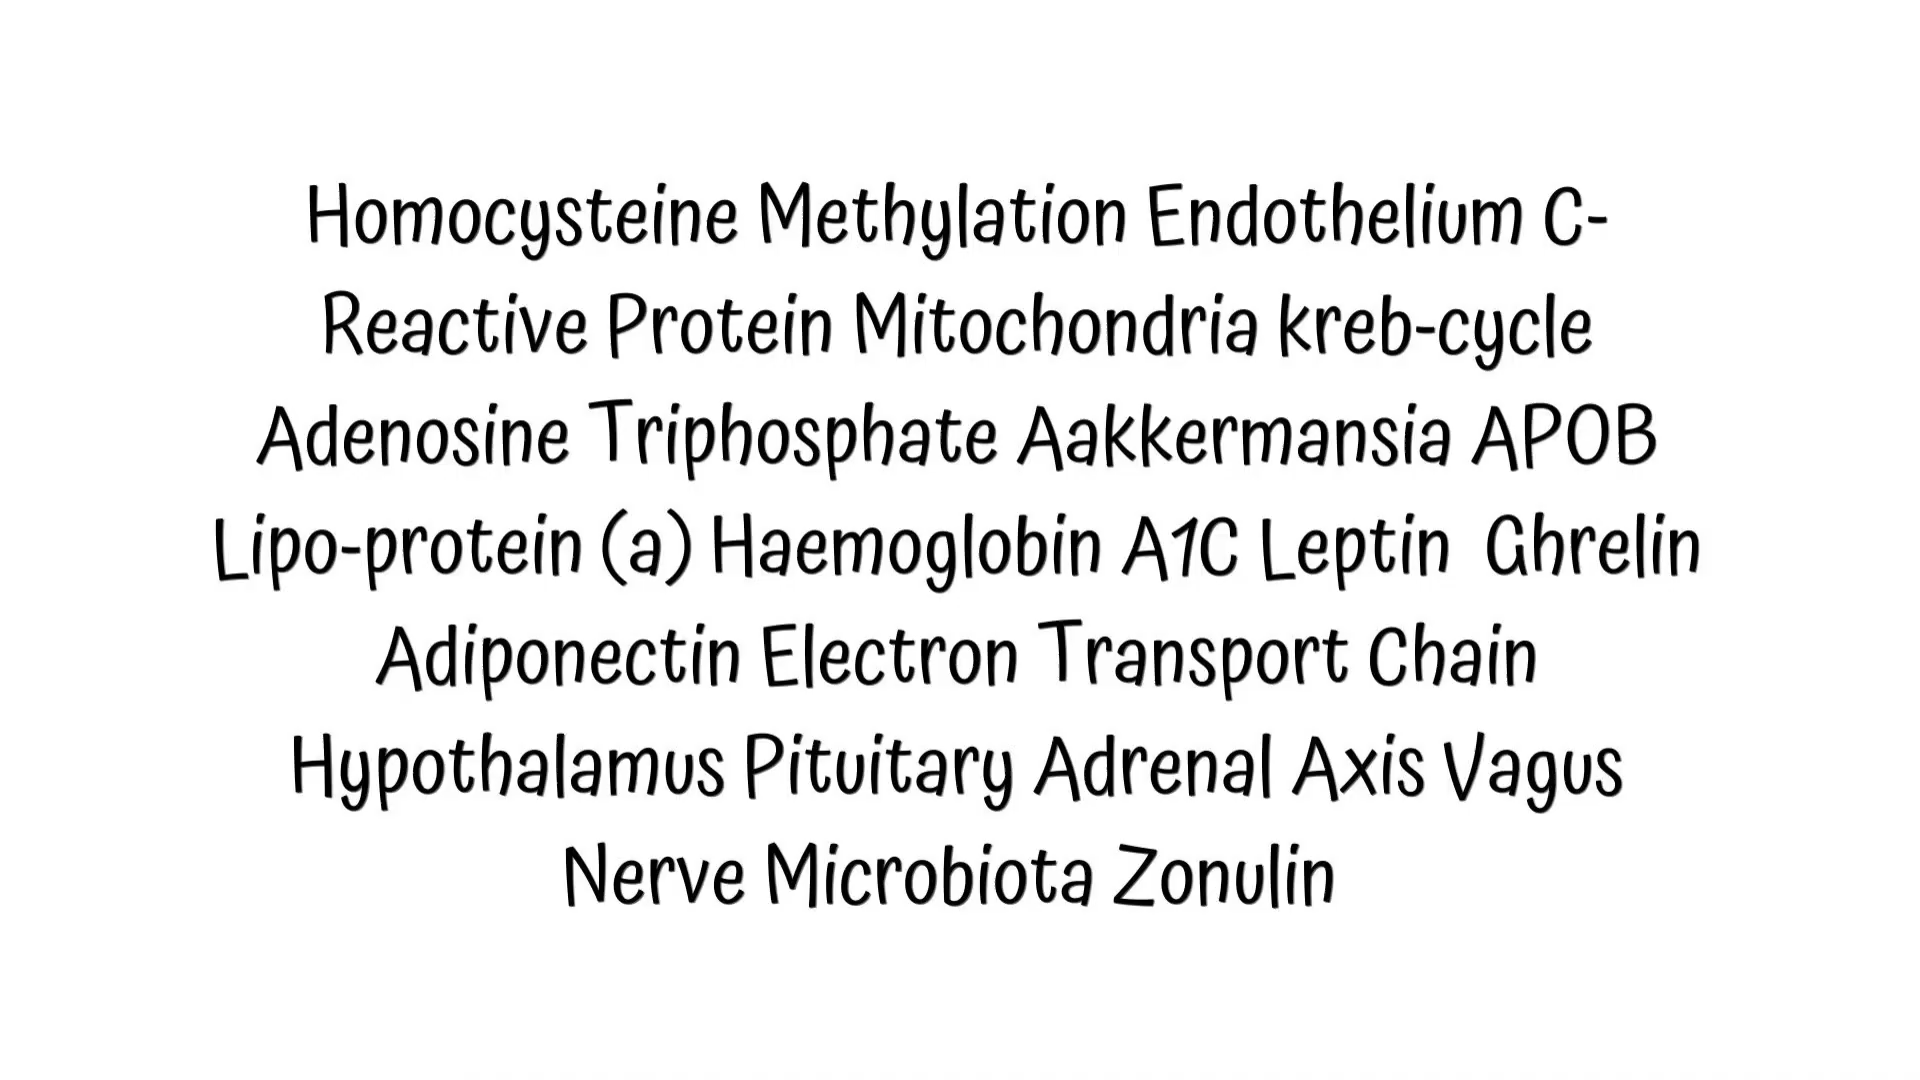 Homocysteine Methylation Endothelium C-
Reactive Protein Mitochondria kreb-cycle
Adenosine Triphosphate Aakkermansia APOB
Lipo-protein (a) Haemoglobin A1C Leptin  Ghrelin
Adiponectin Electron Transport Chain
Hypothalamus Pituitary Adrenal Axis Vagus
Nerve Microbiota Zonulin